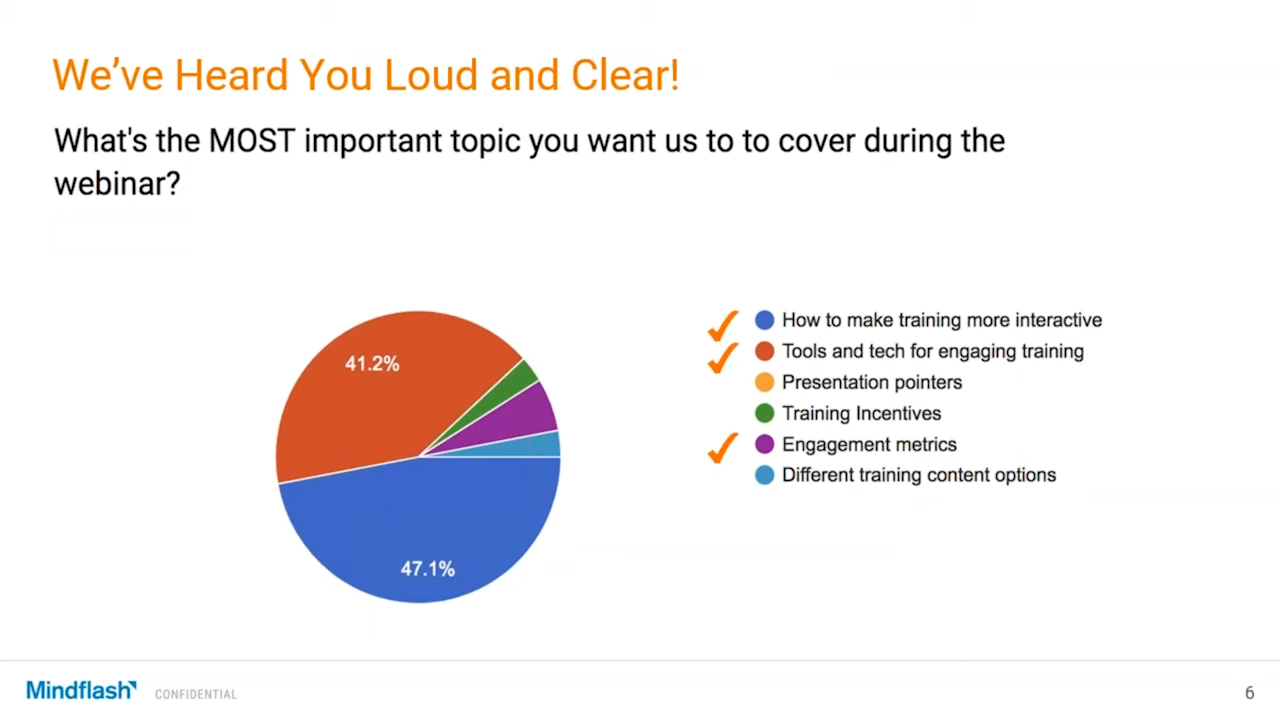 We’ve Heard You Loud and Clear!
What's the MOST important topic you want us to to cover during the
webinar?
41.2%
47.1%
How to make training more interactive
Tools and tech for engaging training
Presentation pointers
Training Incentives
Engagement metrics
Different training content options
Mindflash
CONFIDENTIAL
6